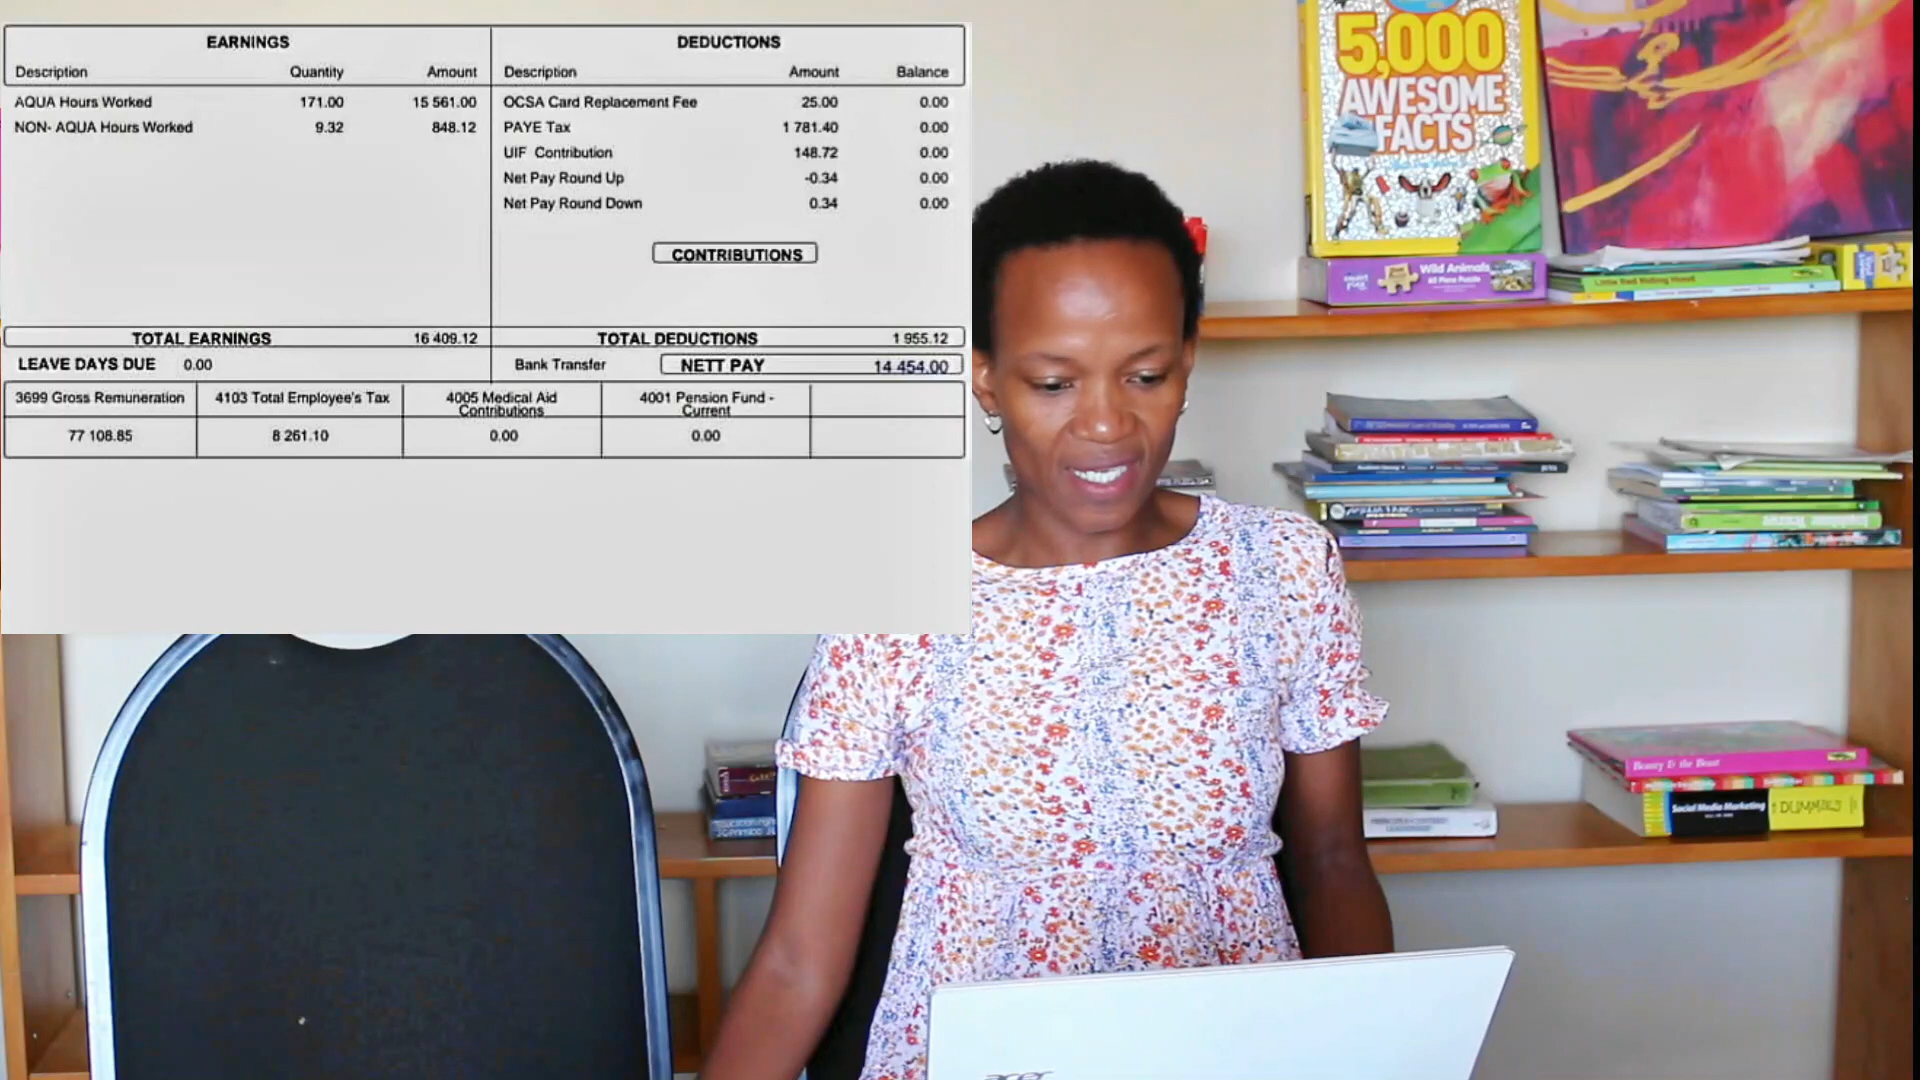 EARNINGS
Description Quantity Amount
AQUA Hours Worked 171.00 15 561.00
NON- AQUA Hours Worked 9.32 848.12
DEDUCTIONS
Description Amount Balance
OCSA Card Replacement Fee 25.00 0.00
PAYE Tax 1 781.40 0.00
UIF Contribution 148.72 0.00
Net Pay Round Up -0.34 0.00
Net Pay Round Down 0.34 0.00
CONTRIBUTIONS
TOTAL EARNINGS 16 409.12
TOTAL DEDUCTIONS 1 955.12
LEAVE DAYS DUE 0.00
Bank Transfer NETT PAY 14 454.00
3699 Gross Remuneration
77 108.85
4103 Total Employee's Tax
8 261.10
4005 Medical Aid
Contributions
0.00
4001 Pension Fund -
Current
0.00
5,000
AWESOME
FACTS
Wild Animals
Little Red Riding Hood
Beauty & the Beast
Social Media Marketing
DUMMIES
acer